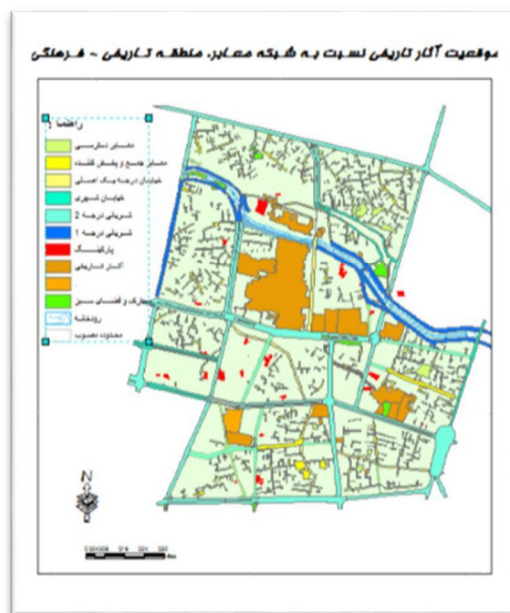 موقعیت آثار تاریخی نسبت به شبکه معابر، منطقه تاریخی - فرهنگی
راهنما :
معابر دسترسی
معابر جمع و پخش کننده
خیابان درجه یک اصلی
خیابان شهری
شریانی درجه 2
شریانی درجه 1
پارکینگ
آثار تاریخی
پارک و فضای سبز
رودخانه
محدوده مصوب
N